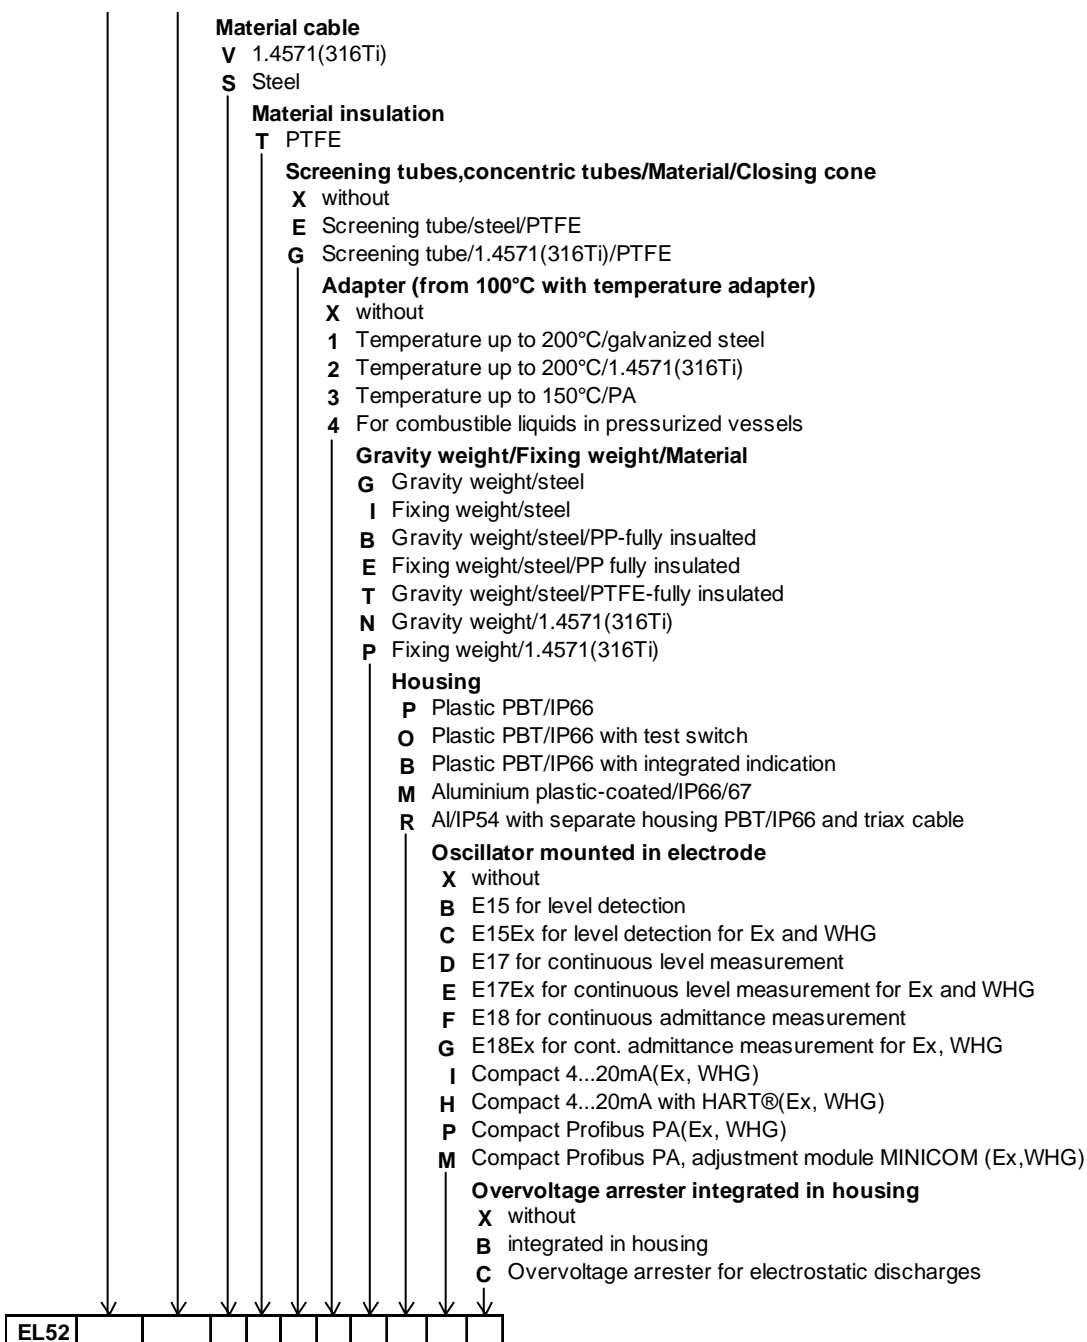 Material cable
V 1.4571(316Ti)
S Steel
Material insulation
T PTFE
Screening tubes,concentric tubes/Material/Closing cone
X without
E Screening tube/steel/PTFE
G Screening tube/1.4571(316Ti)/PTFE
Adapter (from 100°C with temperature adapter)
X without
1 Temperature up to 200°C/galvanized steel
2 Temperature up to 200°C/1.4571(316Ti)
3 Temperature up to 150°C/PA
4 For combustible liquids in pressurized vessels
Gravity weight/Fixing weight/Material
G Gravity weight/steel
I Fixing weight/steel
B Gravity weight/steel/PP-fully insualted
E Fixing weight/steel/PP fully insulated
T Gravity weight/steel/PTFE-fully insulated
N Gravity weight/1.4571(316Ti)
P Fixing weight/1.4571(316Ti)
Housing
P Plastic PBT/IP66
O Plastic PBT/IP66 with test switch
B Plastic PBT/IP66 with integrated indication
M Aluminium plastic-coated/IP66/67
R Al/IP54 with separate housing PBT/IP66 and triax cable
Oscillator mounted in electrode
X without
B E15 for level detection
C E15Ex for level detection for Ex and WHG
D E17 for continuous level measurement
E E17Ex for continuous level measurement for Ex and WHG
F E18 for continuous admittance measurement
G E18Ex for cont. admittance measurement for Ex, WHG
I Compact 4...20mA(Ex, WHG)
H Compact 4...20mA with HART®(Ex, WHG)
P Compact Profibus PA(Ex, WHG)
M Compact Profibus PA, adjustment module MINICOM (Ex,WHG)
Overvoltage arrester integrated in housing
X without
B integrated in housing
C Overvoltage arrester for electrostatic discharges
EL52